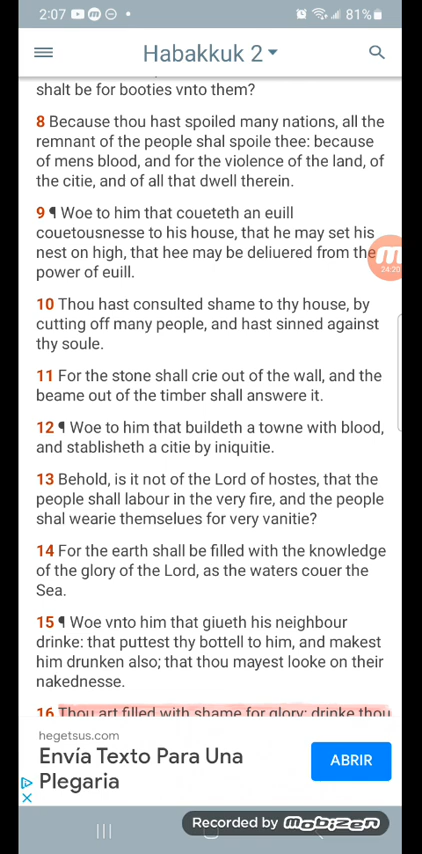 2:07 81%
Habakkuk 2
shalt be for booties vnto them?
8 Because thou hast spoiled many nations, all the
remnant of the people shal spoile thee: because
of mens blood, and for the violence of the land, of
the citie, and of all that dwell therein.
9 ¶ Woe to him that coueteth an euill
couetousnesse to his house, that he may set his
nest on high, that hee may be deliuered from the
power of euill.
24:20
10 Thou hast consulted shame to thy house, by
cutting off many people, and hast sinned against
thy soule.
11 For the stone shall crie out of the wall, and the
beame out of the timber shall answere it.
12 ¶ Woe to him that buildeth a towne with blood,
and stablisheth a citie by iniquitie.
13 Behold, is it not of the Lord of hostes, that the
people shall labour in the very fire, and the people
shal wearie themselues for very vanitie?
14 For the earth shall be filled with the knowledge
of the glory of the Lord, as the waters couer the
Sea.
15 ¶ Woe vnto him that giueth his neighbour
drinke: that puttest thy bottell to him, and makest
him drunken also; that thou mayest looke on their
nakednesse.
16 Thou art filled with shame for glory: drinke thou
hegetsus.com
Envía Texto Para Una
Plegaria
ABRIR
Recorded by mobizen